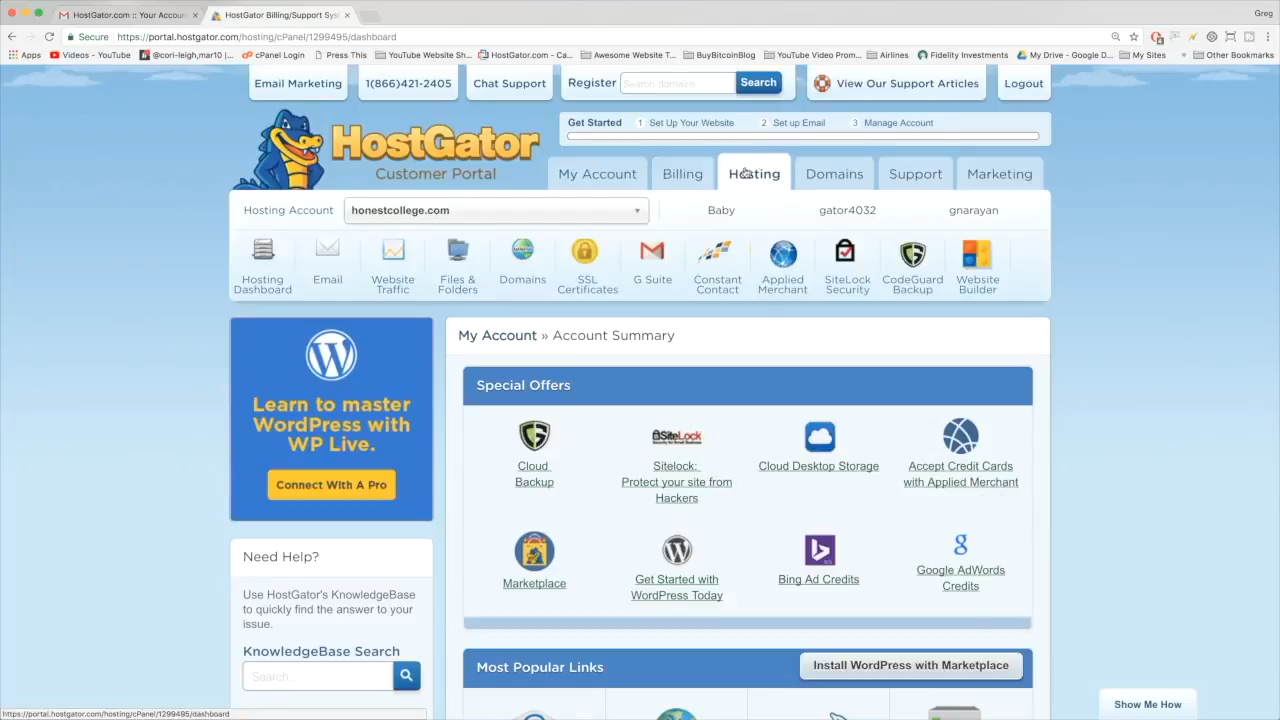 HostGator.com :: Your Accoun
HostGator Billing/Support Sys
Greg
Secure
https://portal.hostgator.com/hosting/cPanel/1299495/dashboard
Apps
Videos - YouTube
@cori-leigh,mar10 |...
cPanel Login
Press This
YouTube Website Sh...
HostGator.com - Ca...
Awesome Website T...
BuyBitcoinBlog
YouTube Video Prom...
Airlines
Fidelity Investments
My Drive - Google D...
My Sites
»
Other Bookmarks
Email Marketing
1(866)421-2405
Chat Support
Register
Search domains
Search
View Our Support Articles
Logout
Get Started
1 Set Up Your Website
2 Set up Email
3 Manage Account
HostGator
Customer Portal
My Account
Billing
Hosting
Domains
Support
Marketing
Hosting Account
honestcollege.com
Baby
gator4032
gnarayan
Hosting
Dashboard
Email
Website
Traffic
Files &
Folders
Domains
SSL
Certificates
G Suite
Constant
Contact
Applied
Merchant
SiteLock
Security
CodeGuard
Backup
Website
Builder
Learn to master
WordPress with
WP Live.
Connect With A Pro
My Account » Account Summary
Special Offers
Cloud
Backup
SiteLock
Sitelock:
Protect your site from
Hackers
Cloud Desktop Storage
Accept Credit Cards
with Applied Merchant
Marketplace
Get Started with
WordPress Today
Bing Ad Credits
Google AdWords
Credits
Need Help?
Use HostGator's KnowledgeBase
to quickly find the answer to your
issue.
KnowledgeBase Search
Search...
Most Popular Links
Install WordPress with Marketplace
Show Me How
https://portal.hostgator.com/hosting/cPanel/1299495/dashboard